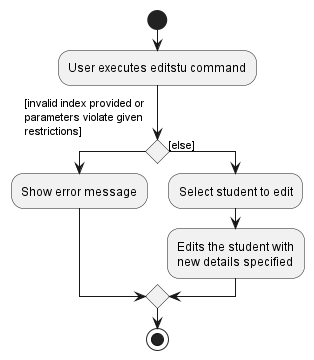 User executes editstu command
[invalid index provided or
parameters violate given
restrictions]
[else]
Show error message
Select student to edit
Edits the student with
new details specified